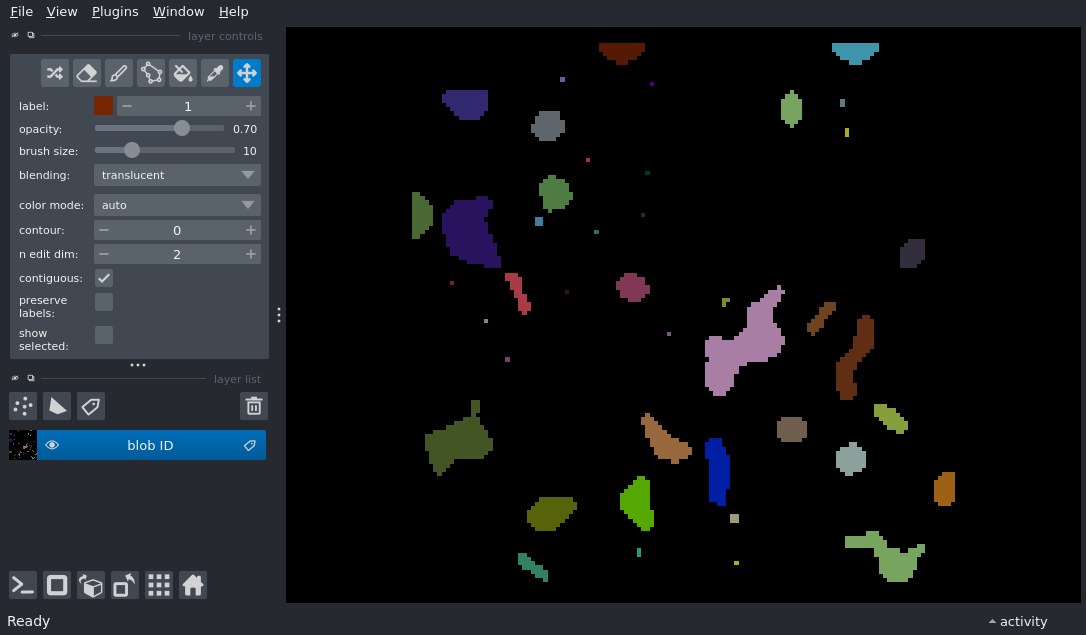 File View Plugins Window Help
layer controls
label: 1
opacity: 0.70
brush size: 10
blending: translucent
color mode: auto
contour: 0
n edit dim: 2
contiguous:
preserve
labels:
show
selected:
layer list
blob ID
Ready activity